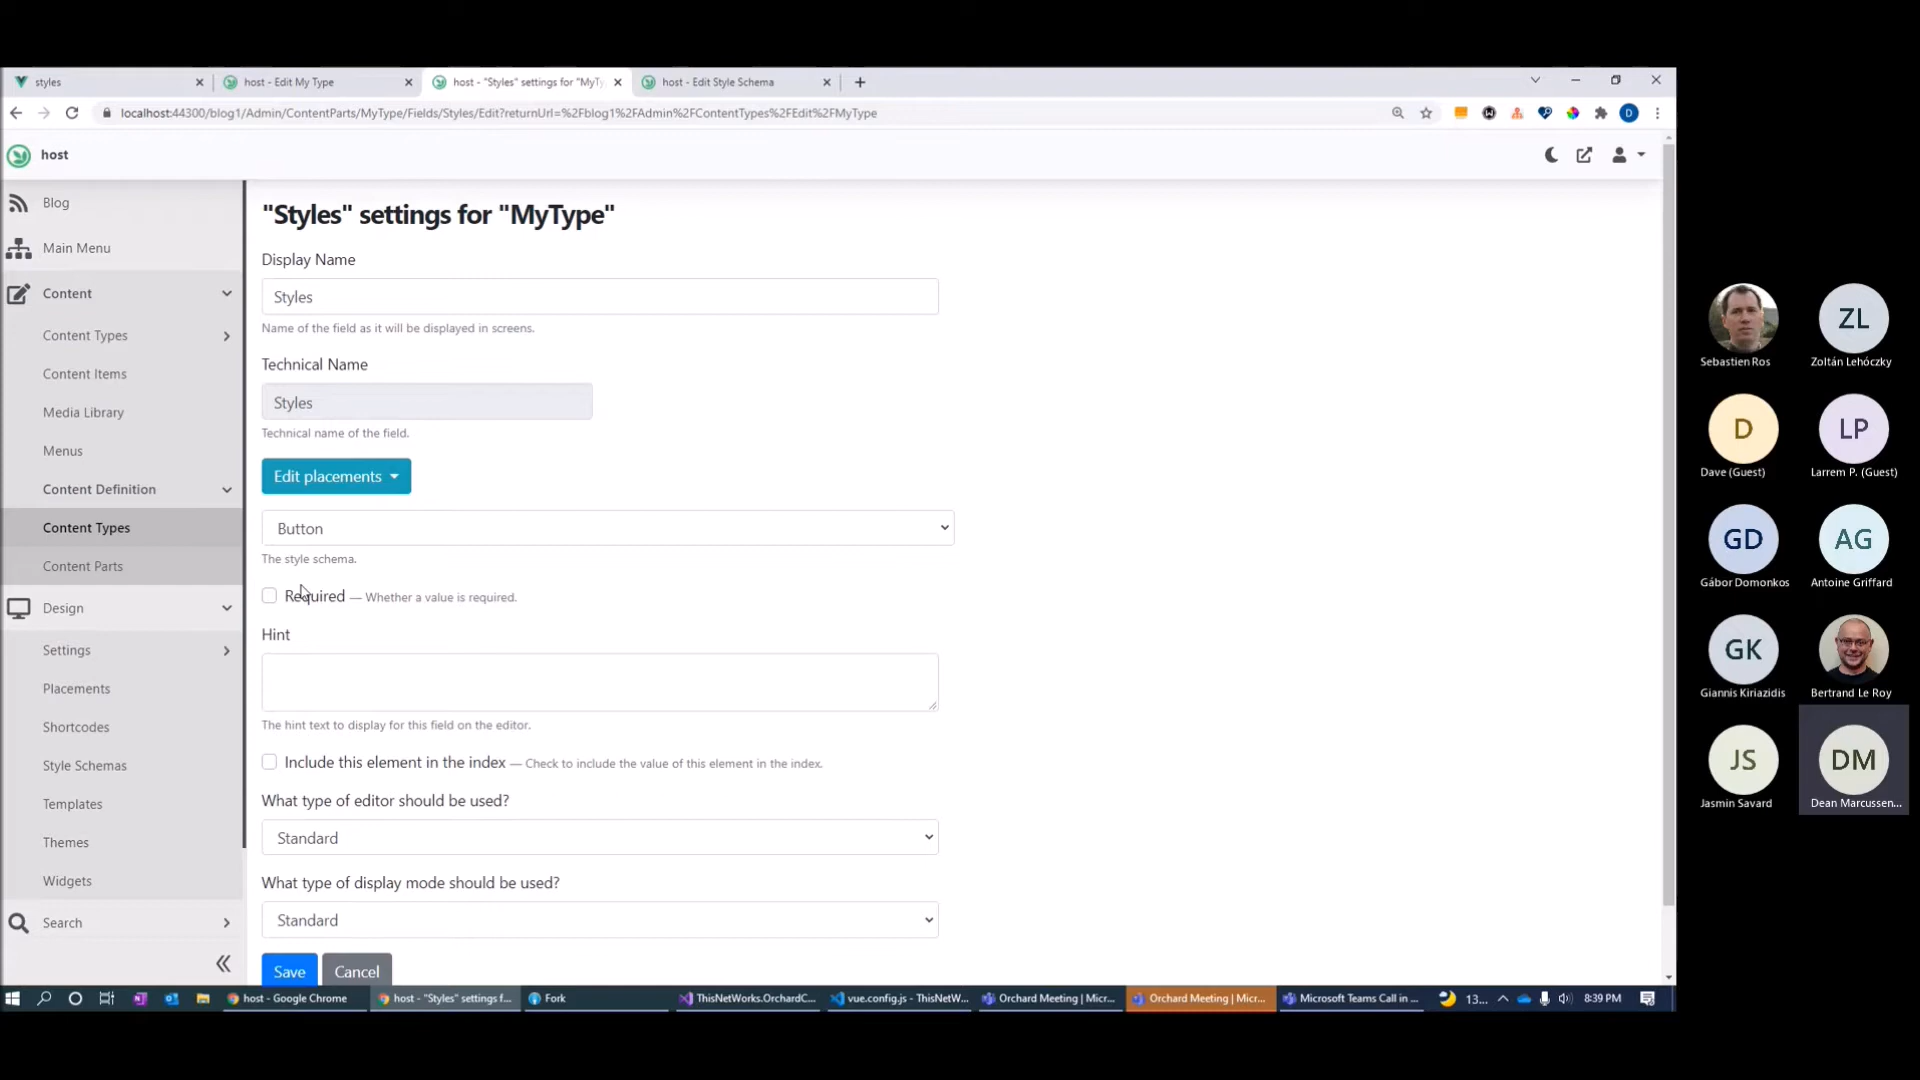 styles
host - Edit My Type
host - "Styles" settings for "MyTy
host - Edit Style Schema
localhost:44300/blog1/Admin/ContentParts/MyType/Fields/Styles/Edit?returnUrl=%2Fblog1%2FAdmin%2FContentTypes%2FEdit%2FMyType
D
host
Blog
Main Menu
Content
Content Types
Content Items
Media Library
Menus
Content Definition
Content Types
Content Parts
Design
Settings
Placements
Shortcodes
Style Schemas
Templates
Themes
Widgets
Search
"Styles" settings for "MyType"
Display Name
Styles
Name of the field as it will be displayed in screens.
Technical Name
Styles
Technical name of the field.
Edit placements
Button
The style schema.
Required — Whether a value is required.
Hint
The hint text to display for this field on the editor.
Include this element in the index — Check to include the value of this element in the index.
What type of editor should be used?
Standard
What type of display mode should be used?
Standard
Save Cancel
Sebastien Ros
ZL
Zoltán Lehóczky
D
Dave (Guest)
LP
Larrem P. (Guest)
GD
Gábor Domonkos
AG
Antoine Griffard
GK
Giannis Kiriazidis
Bertrand Le Roy
JS
Jasmin Savard
DM
Dean Marcussen...
host - Google Chrome
host - "Styles" settings f...
Fork
ThisNetWorks.OrchardC...
vue.config.js - ThisNetW...
Orchard Meeting | Micr...
Orchard Meeting | Micr...
Microsoft Teams Call in ...
13...
8:39 PM